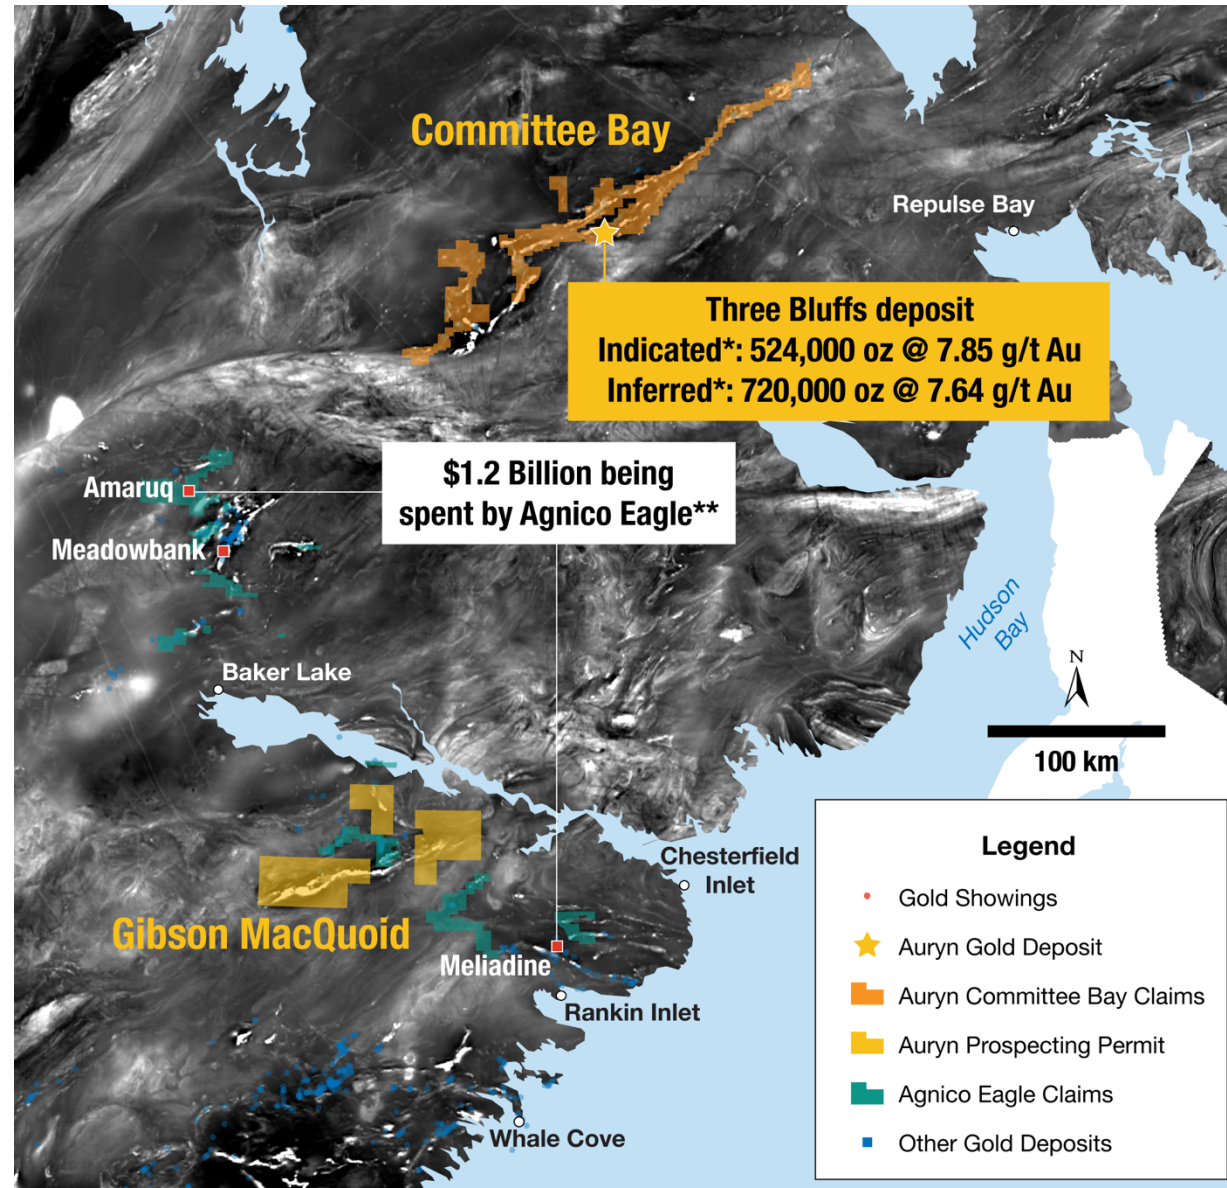 Committee Bay
Repulse Bay
Three Bluffs deposit
Indicated*: 524,000 oz @ 7.85 g/t Au
Inferred*: 720,000 oz @ 7.64 g/t Au
$1.2 Billion being
spent by Agnico Eagle**
Amaruq
Meadowbank
Hudson
Bay
Baker Lake
N
100 km
Chesterfield
Inlet
Gibson MacQuoid
Meliadine
Rankin Inlet
Whale Cove
Legend
Gold Showings
Auryn Gold Deposit
Auryn Committee Bay Claims
Auryn Prospecting Permit
Agnico Eagle Claims
Other Gold Deposits